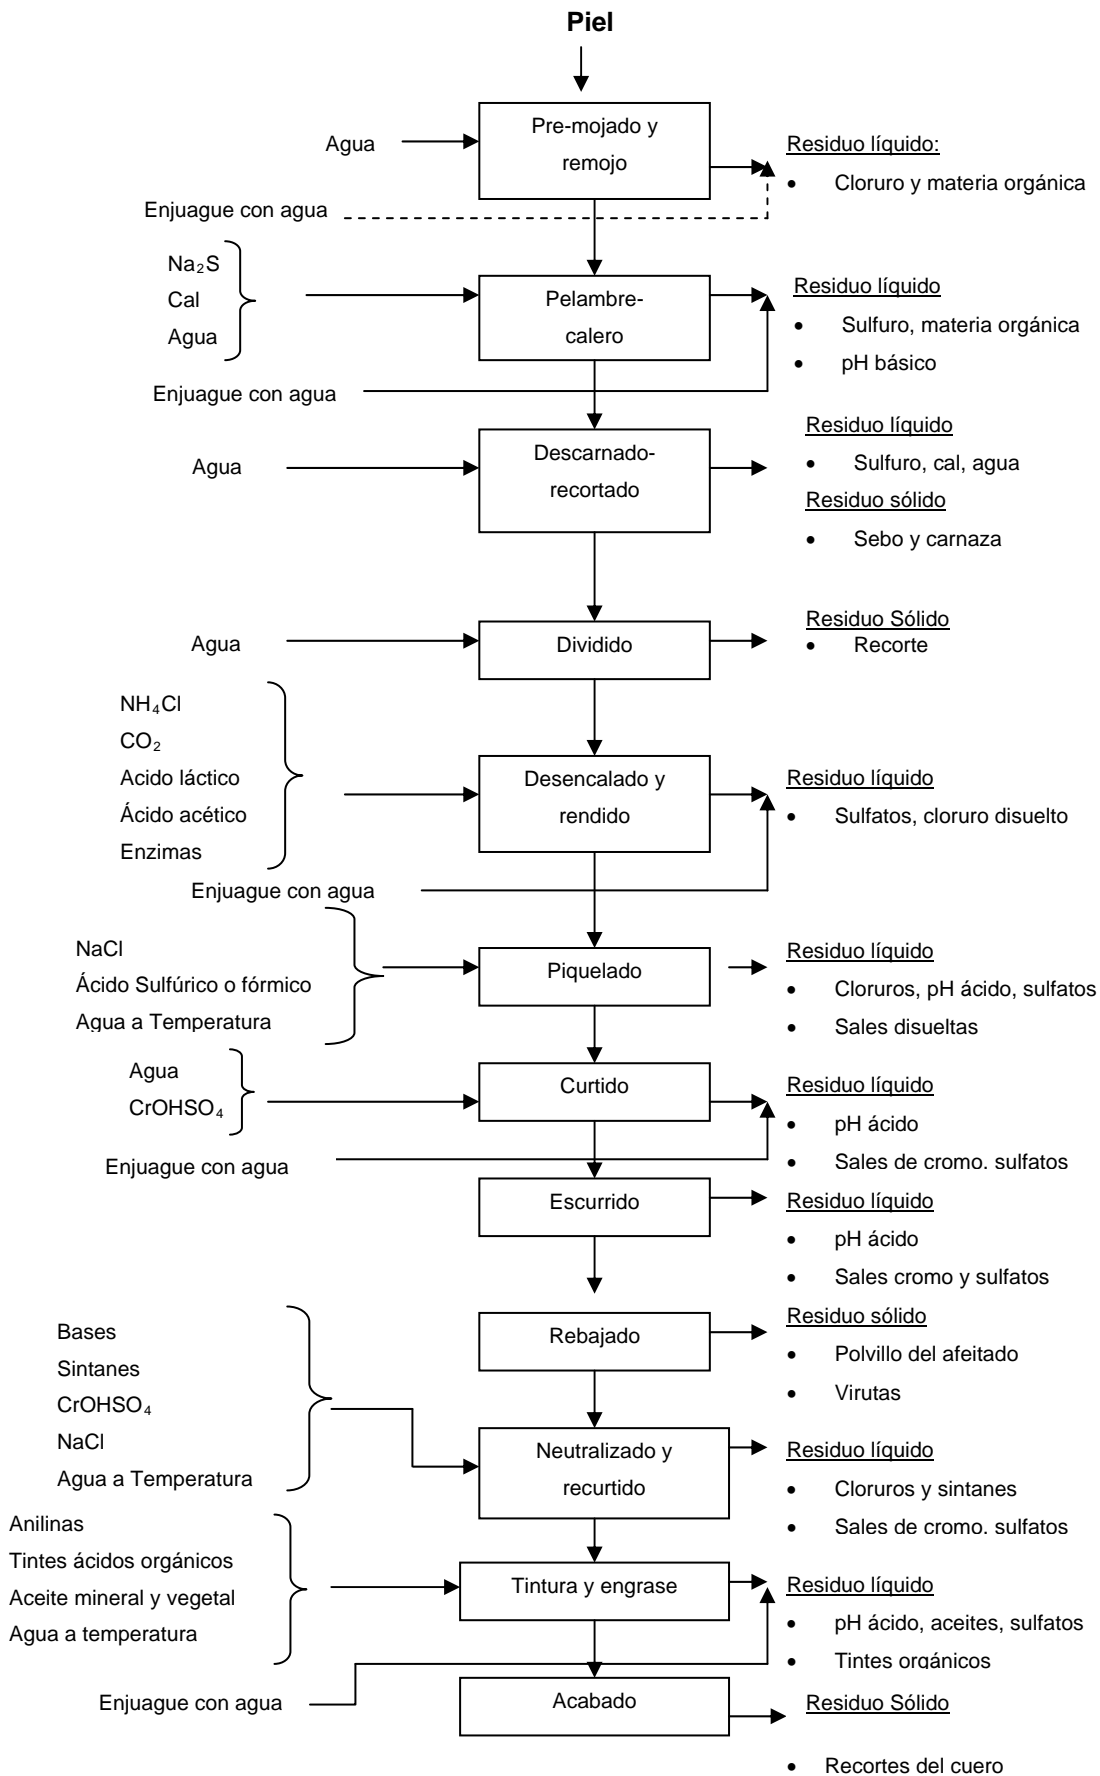 Piel
Agua
Pre-mojado y
remojo
Residuo líquido:
• Cloruro y materia orgánica
Enjuague con agua
Na₂S
Cal
Agua
Pelambre-
calero
Residuo líquido
• Sulfuro, materia orgánica
• pH básico
Enjuague con agua
Agua
Descarnado-
recortado
Residuo líquido
• Sulfuro, cal, agua
Residuo sólido
• Sebo y carnaza
Agua
Dividido
Residuo Sólido
• Recorte
NH₄Cl
CO₂
Acido láctico
Ácido acético
Enzimas
Desencalado y
rendido
Residuo líquido
• Sulfatos, cloruro disuelto
Enjuague con agua
NaCl
Ácido Sulfúrico o fórmico
Agua a Temperatura
Piquelado
Residuo líquido
• Cloruros, pH ácido, sulfatos
• Sales disueltas
Agua
CrOHSO₄
Curtido
Residuo líquido
• pH ácido
• Sales de cromo. sulfatos
Enjuague con agua
Escurrido
Residuo líquido
• pH ácido
• Sales cromo y sulfatos
Rebajado
Residuo sólido
• Polvillo del afeitado
• Virutas
Bases
Sintanes
CrOHSO₄
NaCl
Agua a Temperatura
Neutralizado y
recurtido
Residuo líquido
• Cloruros y sintanes
• Sales de cromo. sulfatos
Anilinas
Tintes ácidos orgánicos
Aceite mineral y vegetal
Agua a temperatura
Tintura y engrase
Residuo líquido
• pH ácido, aceites, sulfatos
• Tintes orgánicos
Enjuague con agua
Acabado
Residuo Sólido
• Recortes del cuero